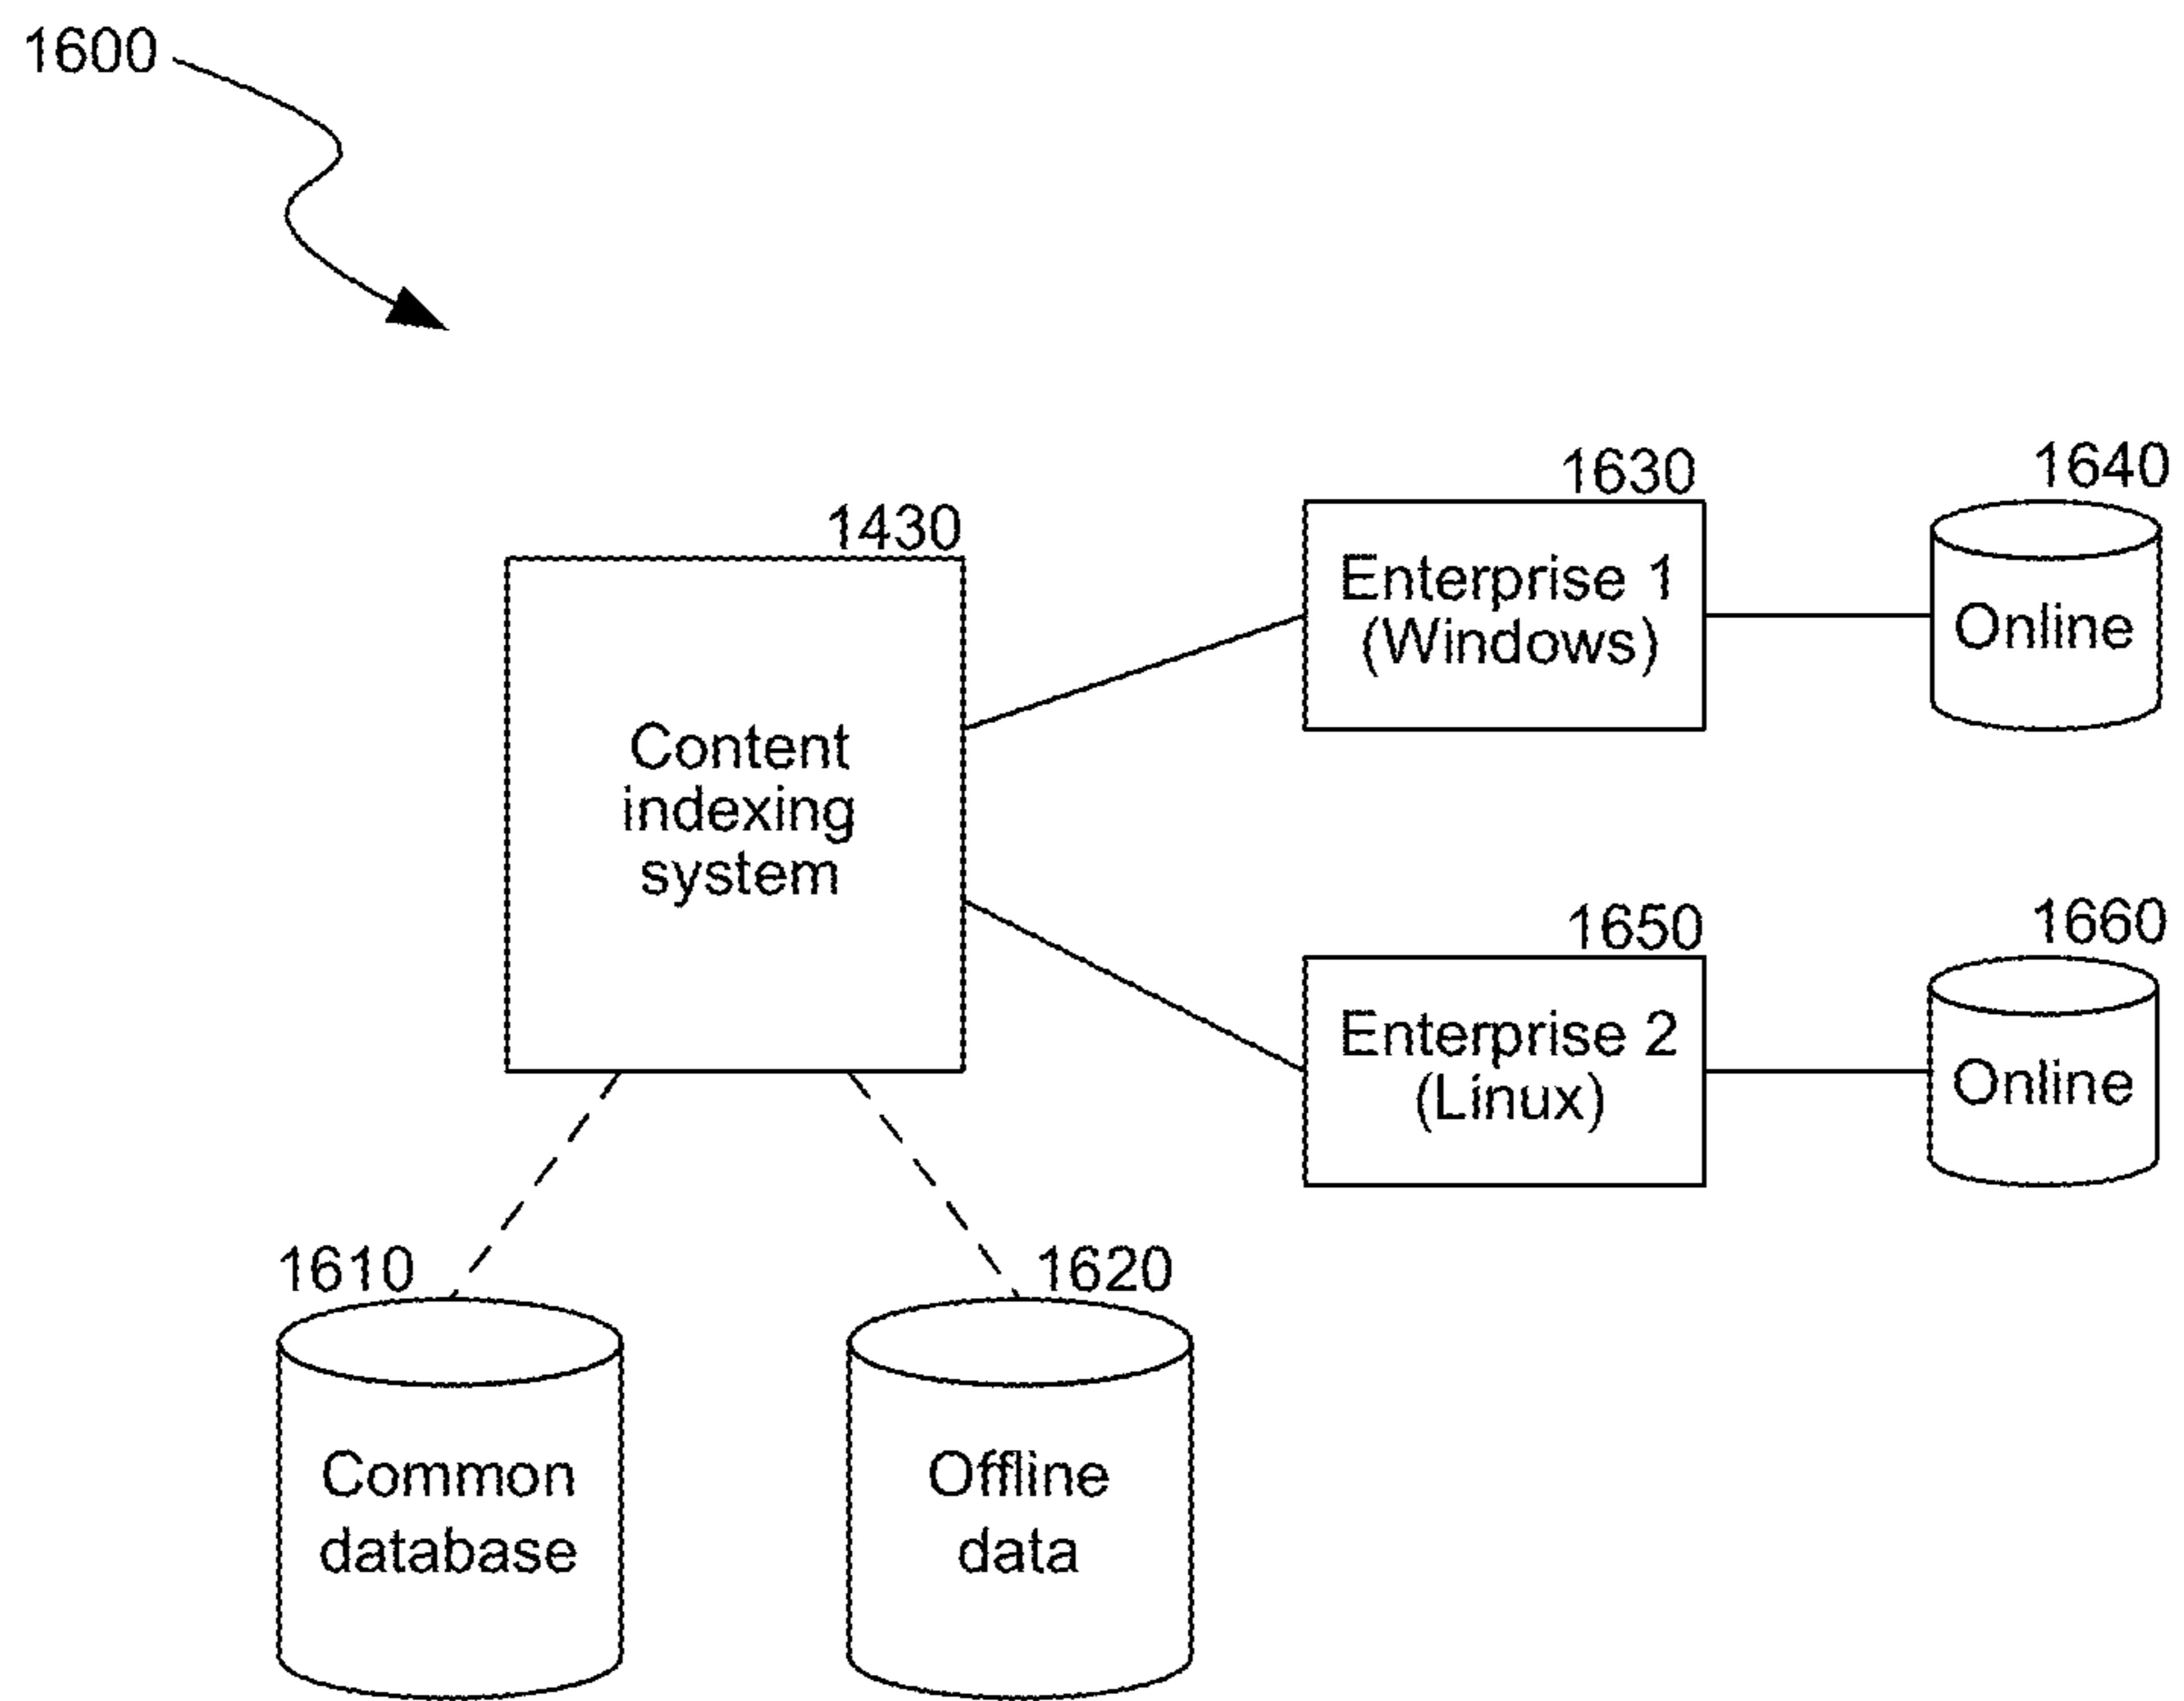 1600
1630
1640
1430
Enterprise 1
(Windows)
Online
Content
indexing
system
1650
1660
Enterprise 2
(Linux)
Online
1610
1620
Common
database
Offline
data